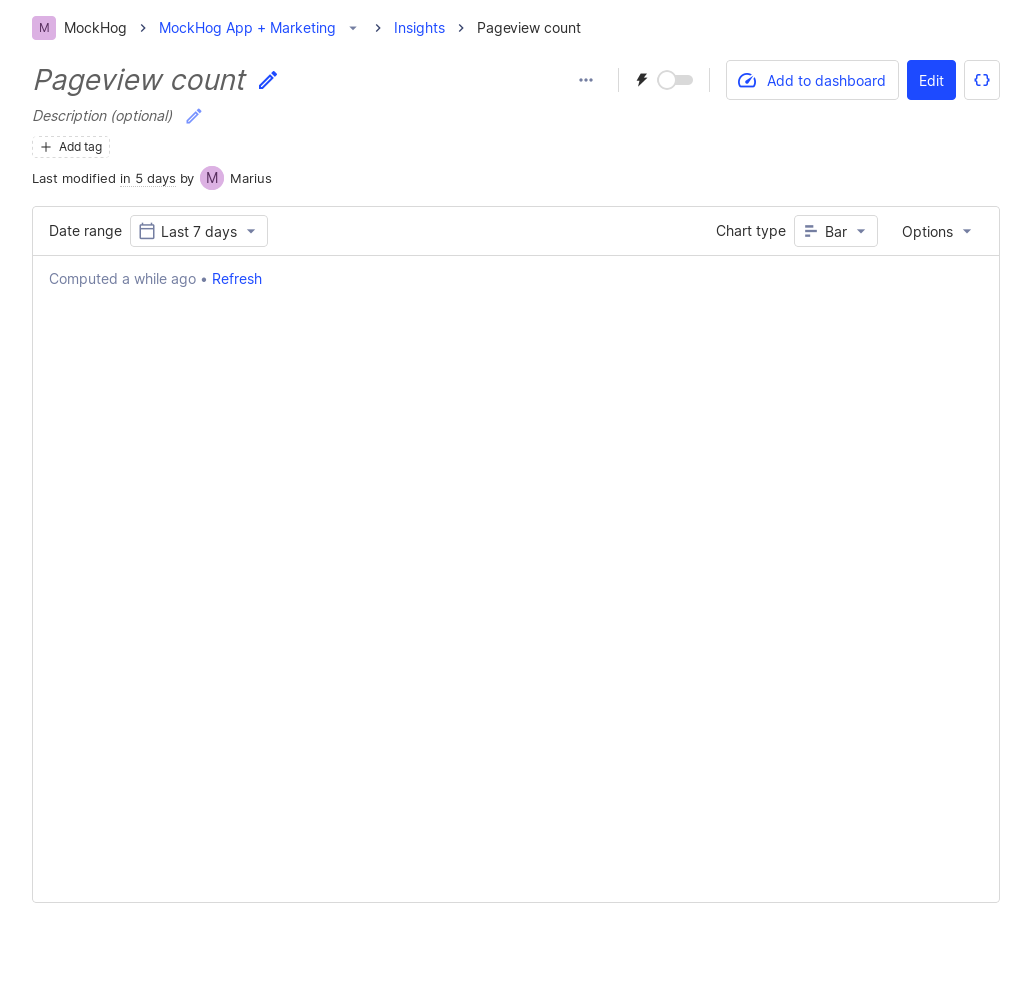 M MockHog MockHog App + Marketing Insights Pageview count
Pageview count
Add to dashboard Edit
Description (optional)
Add tag
Last modified in 5 days by M Marius
Date range Last 7 days Chart type Bar Options
Computed a while ago • Refresh